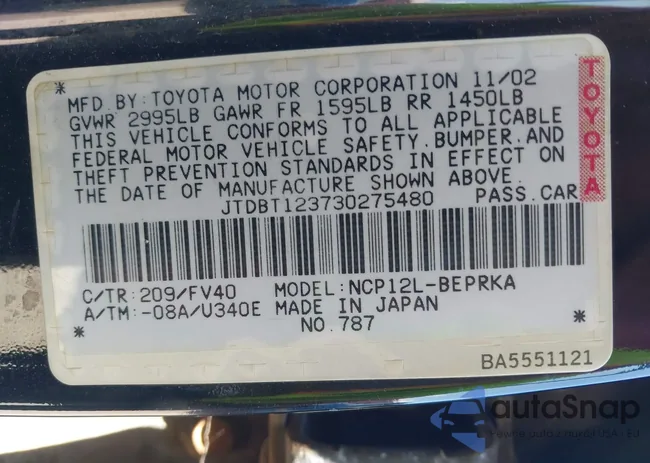 MFD.BY:TOYOTA MOTOR CORPORATION 11/02
GVWR 2995LB GAWR FR 1595LB RR 1450LB
THIS VEHICLE CONFORMS TO ALL APPLICABLE
FEDERAL MOTOR VEHICLE SAFETY,BUMPER,AND
THEFT PREVENTION STANDARDS IN EFFECT ON
THE DATE OF MANUFACTURE SHOWN ABOVE.
JTDBT123730275480 PASS.CAR
TOYOTA
C/TR:209/FV40 MODEL:NCP12L-BEPRKA
A/TM:-08A/U340E MADE IN JAPAN
NO.787
BA5551121
autaSnap